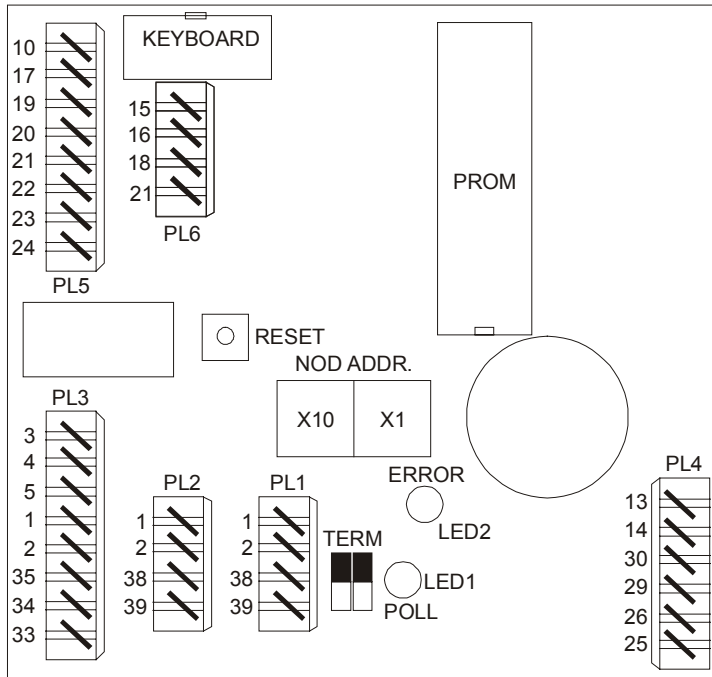 10
17
19
20
21
22
23
24
PL5
KEYBOARD
15
16
18
21
PL6
PROM
RESET
NOD ADDR.
X10
X1
PL3
3
4
5
1
2
35
34
33
PL2
1
2
38
39
PL1
1
2
38
39
TERM
ERROR
LED2
LED1
POLL
PL4
13
14
30
29
26
25